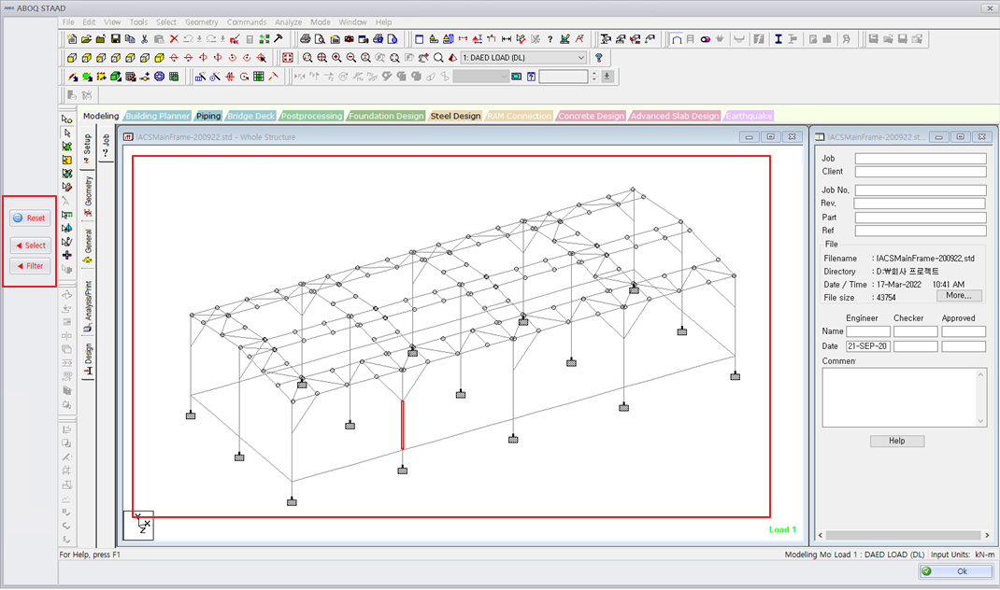 ABOQ STAAD
File Edit View Tools Select Geometry Commands Analyze Mode Window Help
1: DAED LOAD (DL)
Modeling Building Planner Piping Bridge Deck Postprocessing Foundation Design Steel Design RAM Connection Concrete Design Advanced Slab Design Earthquake
IACSMainFrame-200922.std - Whole Structure
IACSMainFrame-200922.st...
Reset
Select
Filter
Setup
Geometry
General
Analysis/Print
Design
Job
Job
Client
Job No.
Rev.
Part
Ref
File
Filename : IACSMainFrame-200922.std
Directory : D:₩회사 프로젝트
Date / Time : 17-Mar-2022 10:41 AM
File size : 43754
More...
Engineer Checker Approved
Name
Date 21-SEP-20
Commen
Help
Y X Z
Load 1
For Help, press F1
Modeling Mo Load 1 : DAED LOAD (DL) Input Units: kN-m
Ok